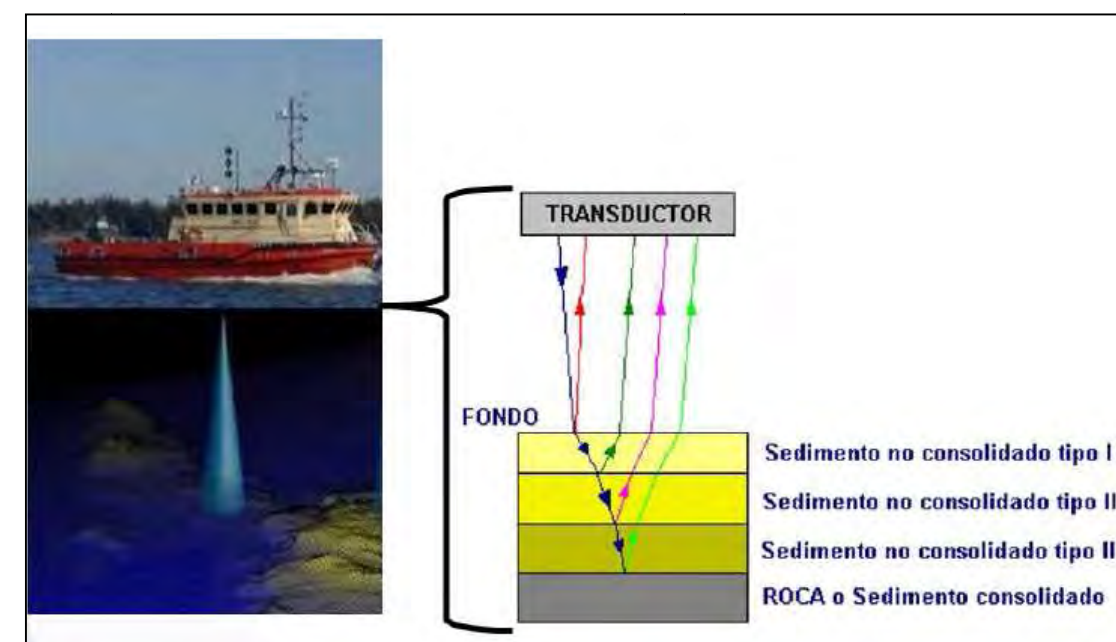 TRANSDUCTOR
FONDO
Sedimento no consolidado tipo I
Sedimento no consolidado tipo II
Sedimento no consolidado tipo II
ROCA o Sedimento consolidado